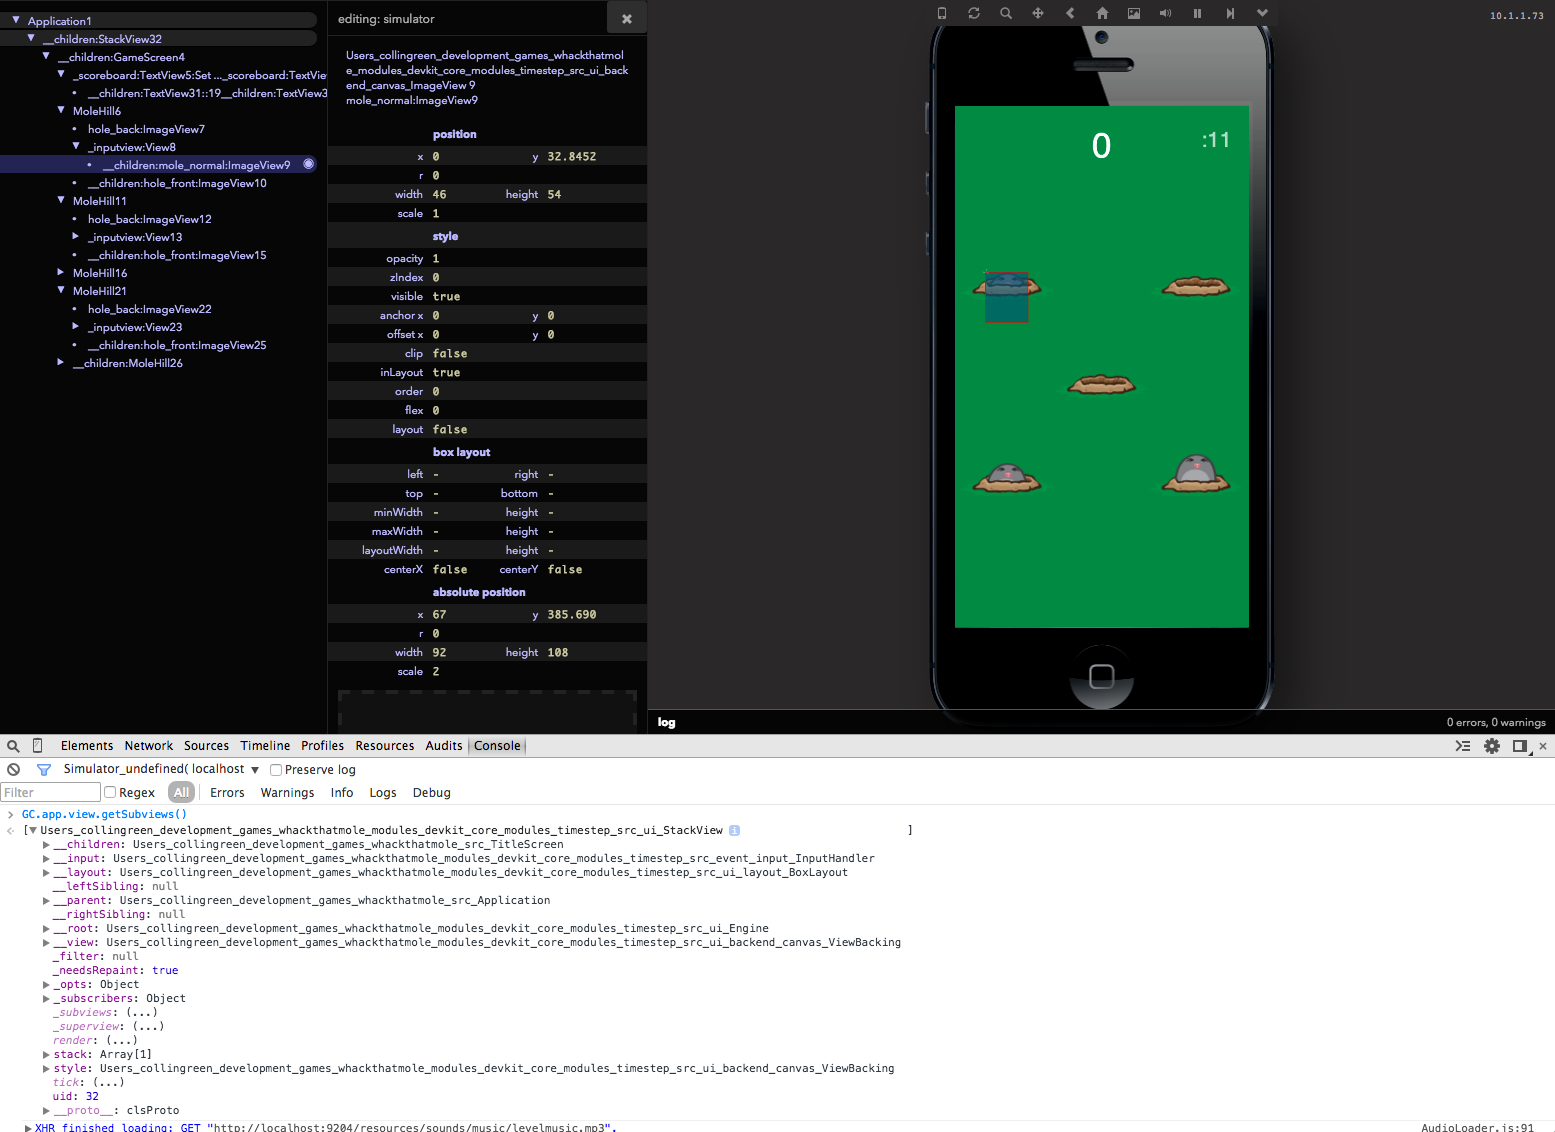 Application1
__children:StackView32
__children:GameScreen4
_scoreboard:TextView5:Set ..._scoreboard:TextVie
__children:TextView31::19__children:TextView3
MoleHill6
hole_back:ImageView7
_inputview:View8
__children:mole_normal:ImageView9
__children:hole_front:ImageView10
MoleHill11
hole_back:ImageView12
_inputview:View13
__children:hole_front:ImageView15
MoleHill16
MoleHill21
hole_back:ImageView22
_inputview:View23
__children:hole_front:ImageView25
__children:MoleHill26
editing: simulator
Users_collingreen_development_games_whackthatmol
e_modules_devkit_core_modules_timestep_src_ui_back
end_canvas_ImageView 9
mole_normal:ImageView9
position
x 0 y 32.8452
r 0
width 46 height 54
scale 1
style
opacity 1
zIndex 0
visible true
anchor x 0 y 0
offset x 0 y 0
clip false
inLayout true
order 0
flex 0
layout false
box layout
left - right -
top - bottom -
minWidth - height -
maxWidth - height -
layoutWidth - height -
centerX false centerY false
absolute position
x 67 y 385.690
r 0
width 92 height 108
scale 2
10.1.1.73
0 :11
log 0 errors, 0 warnings
Elements Network Sources Timeline Profiles Resources Audits Console
Simulator_undefined( localhost Preserve log
Filter Regex All Errors Warnings Info Logs Debug
GC.app.view.getSubviews()
[Users_collingreen_development_games_whackthatmole_modules_devkit_core_modules_timestep_src_ui_StackView ]
__children: Users_collingreen_development_games_whackthatmole_src_TitleScreen
__input: Users_collingreen_development_games_whackthatmole_modules_devkit_core_modules_timestep_src_event_input_InputHandler
__layout: Users_collingreen_development_games_whackthatmole_modules_devkit_core_modules_timestep_src_ui_layout_BoxLayout
__leftSibling: null
__parent: Users_collingreen_development_games_whackthatmole_src_Application
__rightSibling: null
__root: Users_collingreen_development_games_whackthatmole_modules_devkit_core_modules_timestep_src_ui_Engine
__view: Users_collingreen_development_games_whackthatmole_modules_devkit_core_modules_timestep_src_ui_backend_canvas_ViewBacking
_filter: null
_needsRepaint: true
_opts: Object
_subscribers: Object
_subviews: (...)
_superview: (...)
render: (...)
stack: Array[1]
style: Users_collingreen_development_games_whackthatmole_modules_devkit_core_modules_timestep_src_ui_backend_canvas_ViewBacking
tick: (...)
uid: 32
__proto__: clsProto
XHR finished loading: GET "http://localhost:9204/resources/sounds/music/levelmusic.mp3". AudioLoader.js:91